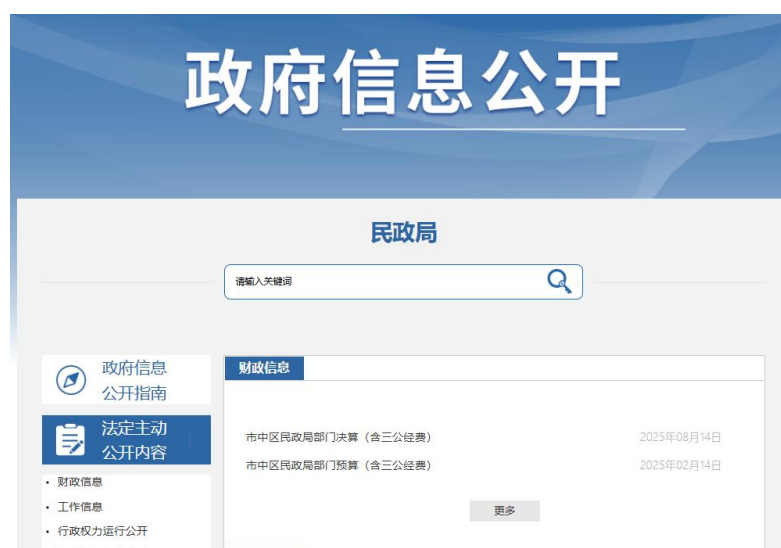 政府信息公开
民政局
请输入关键词
政府信息
公开指南
法定主动
公开内容
· 财政信息
· 工作信息
· 行政权力运行公开
财政信息
市中区民政局部门决算（含三公经费） 2025年08月14日
市中区民政局部门预算（含三公经费） 2025年02月14日
更多